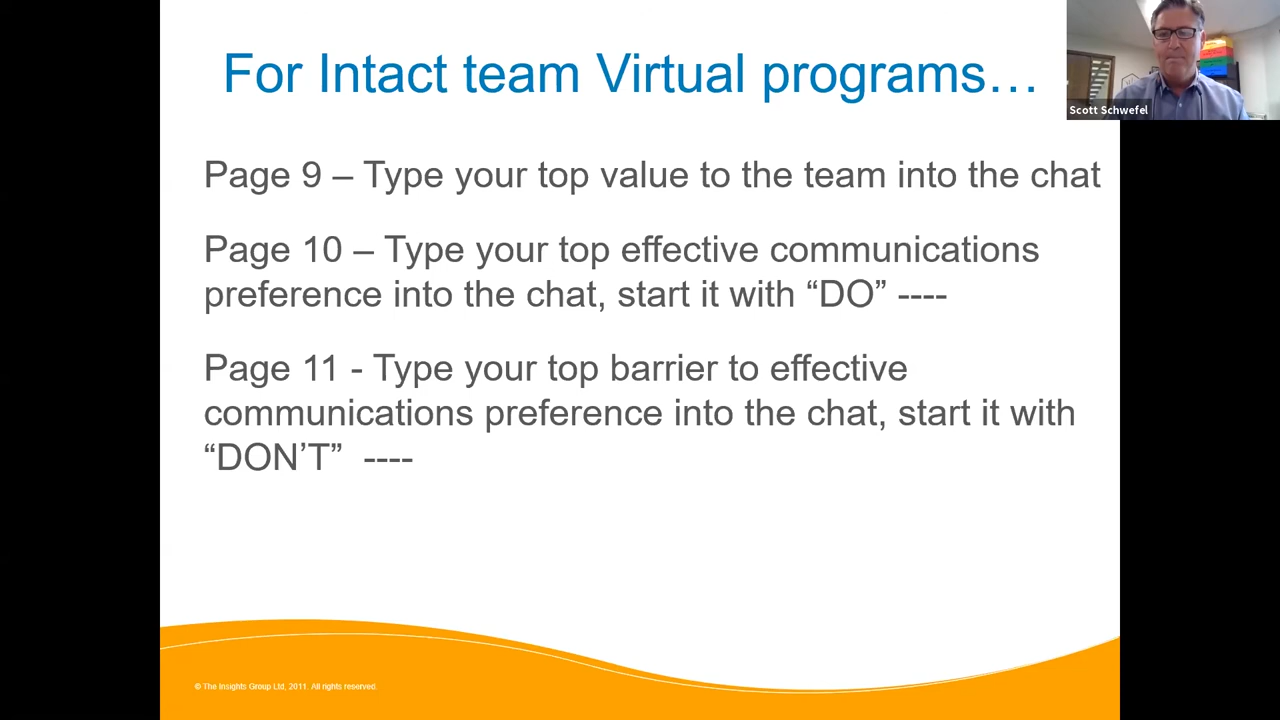 For Intact team Virtual programs…
Scott Schwefel
Page 9 – Type your top value to the team into the chat
Page 10 – Type your top effective communications
preference into the chat, start it with “DO” ----
Page 11 - Type your top barrier to effective
communications preference into the chat, start it with
“DON’T”  ----
© The Insights Group Ltd, 2011. All rights reserved.